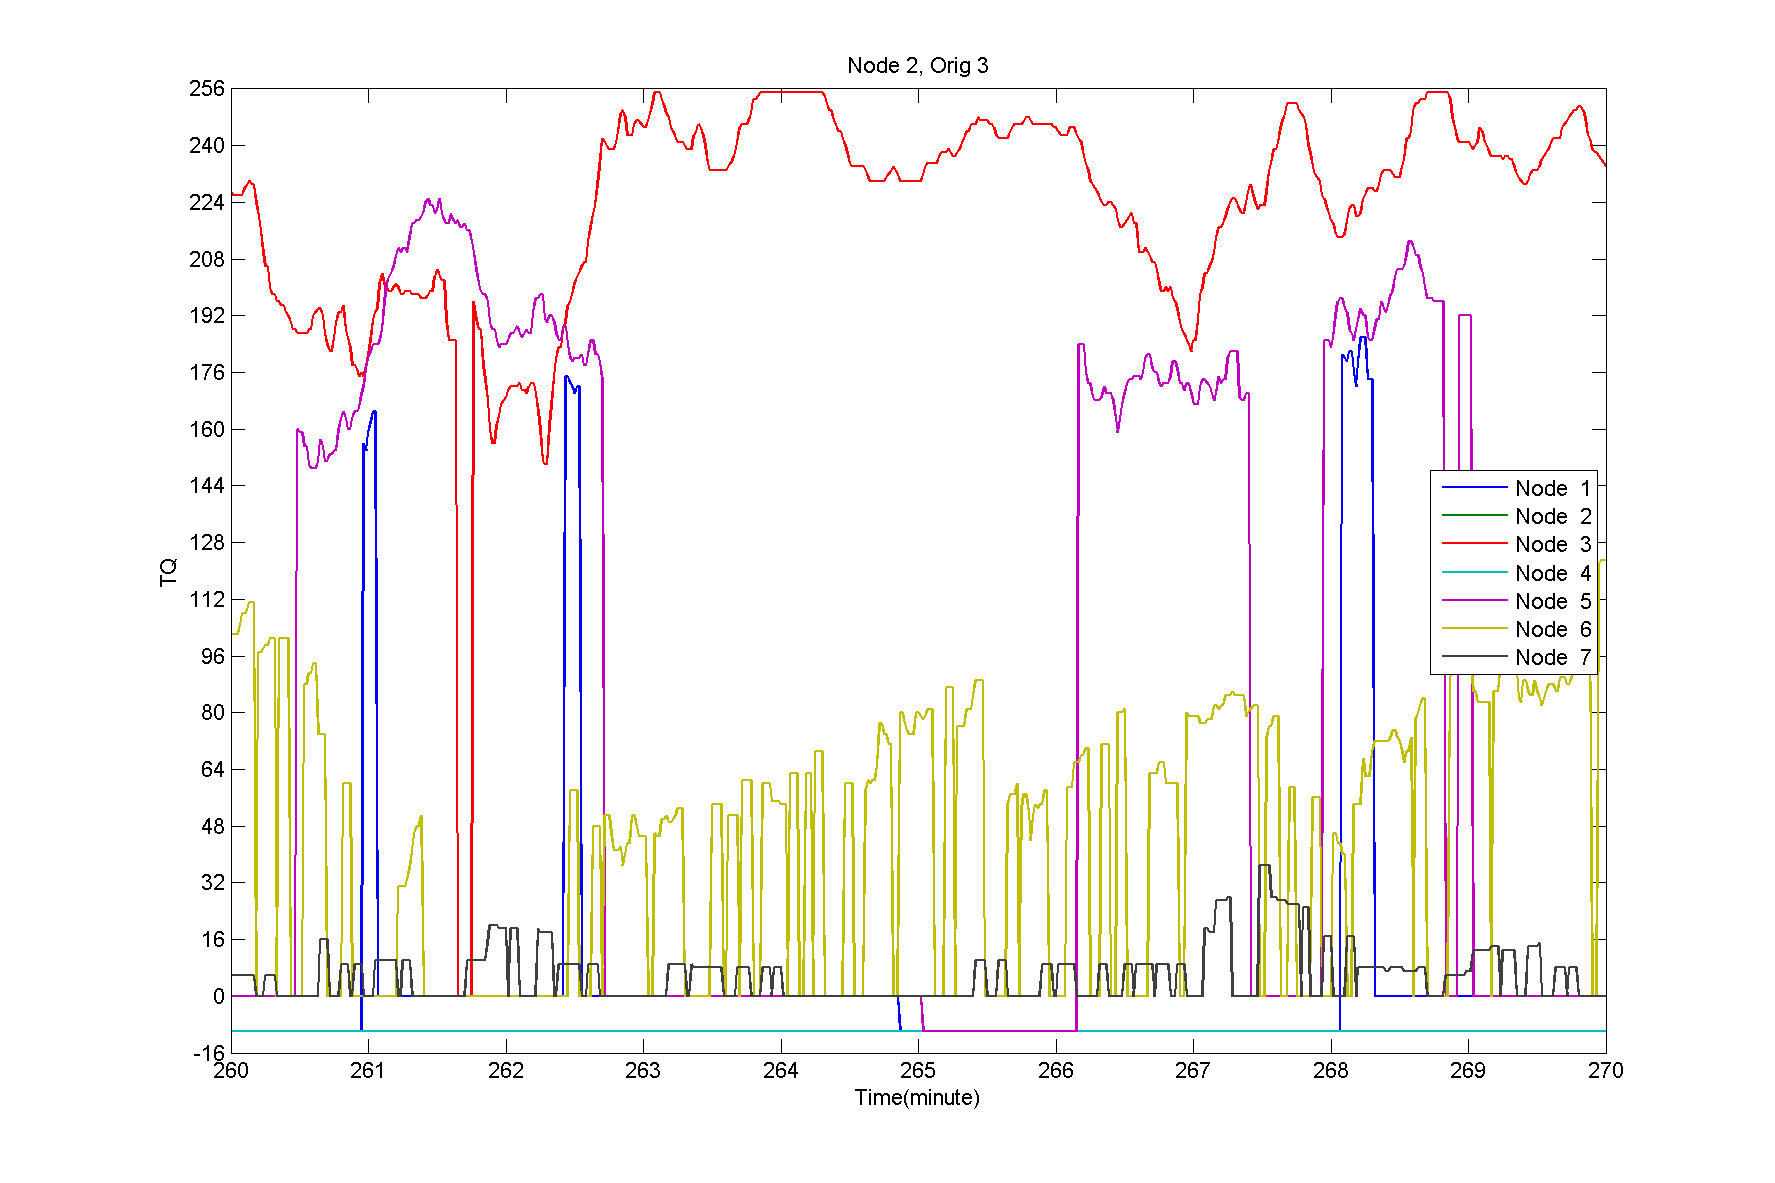 Node 2, Orig 3
256
240
224
208
192
176
160
144
128
112
96
80
64
48
32
16
0
-16
TQ
Node 1
Node 2
Node 3
Node 4
Node 5
Node 6
Node 7
260 261 262 263 264 265 266 267 268 269 270
Time(minute)